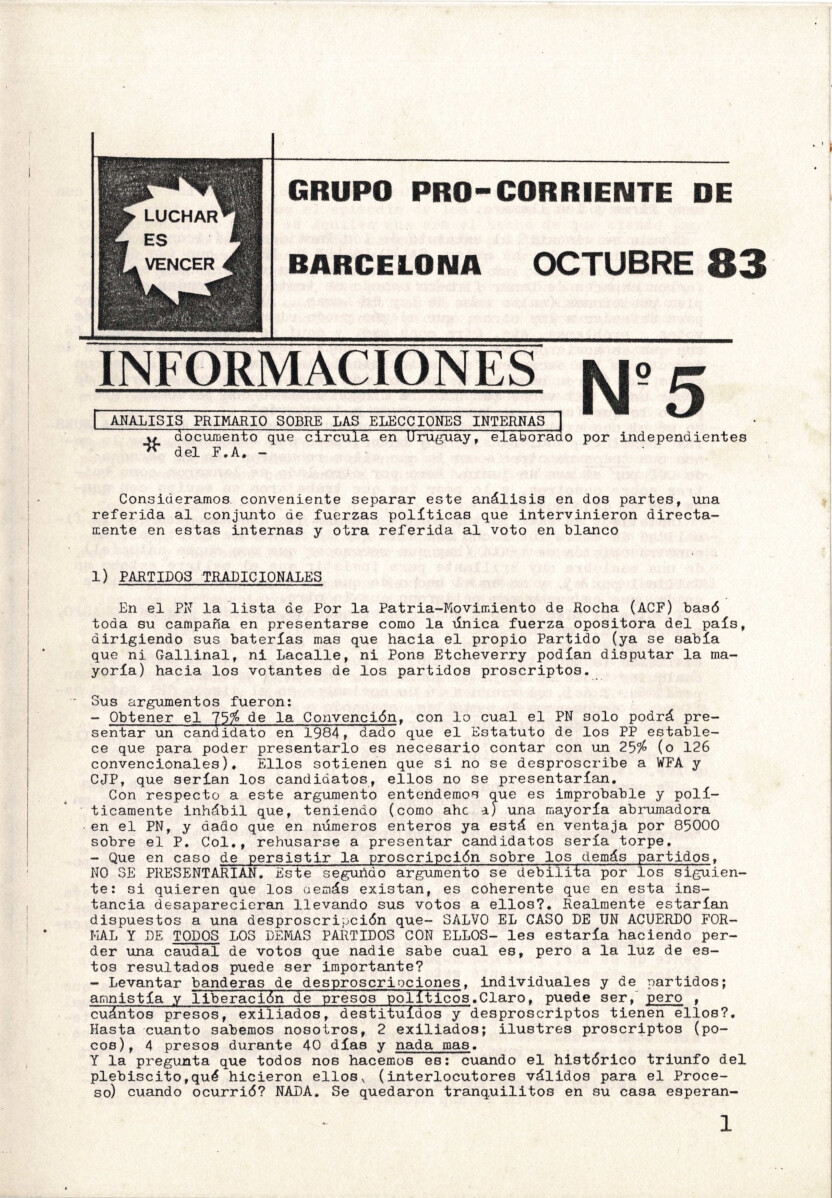 LUCHAR
ES
VENCER
GRUPO PRO-CORRIENTE DE
BARCELONA OCTUBRE 83
INFORMACIONES Nº 5
ANALISIS PRIMARIO SOBRE LAS ELECCIONES INTERNAS
* documento que circula en Uruguay, elaborado por independientes
del F.A. -
Consideramos conveniente separar este análisis en dos partes, una
referida al conjunto de fuerzas políticas que intervinieron directa-
mente en estas internas y otra referida al voto en blanco
1) PARTIDOS TRADICIONALES
En el PN la lista de Por la Patria-Movimiento de Rocha (ACF) basó
toda su campaña en presentarse como la única fuerza opositora del país,
dirigiendo sus baterías mas que hacia el propio Partido (ya se sabía
que ni Gallinal, ni Lacalle, ni Pons Etcheverry podían disputar la ma-
yoría) hacia los votantes de los partidos proscriptos.
Sus argumentos fueron:
- Obtener el 75% de la Convención, con lo cual el PN solo podrá pre-
sentar un candidato en 1984, dado que el Estatuto de los PP estable-
ce que para poder presentarlo es necesario contar con un 25% (o 126
convencionales). Ellos sotienen que si no se desproscribe a WFA y
CJP, que serían los candidatos, ellos no se presentarían.
Con respecto a este argumento entendemos que es improbable y polí-
ticamente inhábil que, teniendo (como aho a) una mayoría abrumadora
en el PN, y dado que en números enteros ya está en ventaja por 85000
sobre el P. Col., rehusarse a presentar candidatos sería torpe.
- Que en caso de persistir la proscripción sobre los demás partidos,
NO SE PRESENTARIAN. Este segundo argumento se debilita por los siguien-
te: si quieren que los demás existan, es coherente que en esta ins-
tancia desaparecieran llevando sus votos a ellos?. Realmente estarían
dispuestos a una desproscripción que- SALVO EL CASO DE UN ACUERDO FOR-
MAL Y DE TODOS LOS DEMAS PARTIDOS CON ELLOS- les estaría haciendo per-
der una caudal de votos que nadie sabe cual es, pero a la luz de es-
tos resultados puede ser importante?
- Levantar banderas de desproscripciones, individuales y de partidos;
amnistía y liberación de presos políticos.Claro, puede ser, pero ,
cuántos presos, exiliados, destituídos y desproscriptos tienen ellos?.
Hasta cuanto sabemos nosotros, 2 exiliados; ilustres proscriptos (po-
cos), 4 presos durante 40 días y nada mas.
Y la pregunta que todos nos hacemos es: cuando el histórico triunfo del
plebiscito,qué hicieron ellos, (interlocutores válidos para el Proce-
so) cuando ocurrió? NADA. Se quedaron tranquilitos en su casa esperan-
1